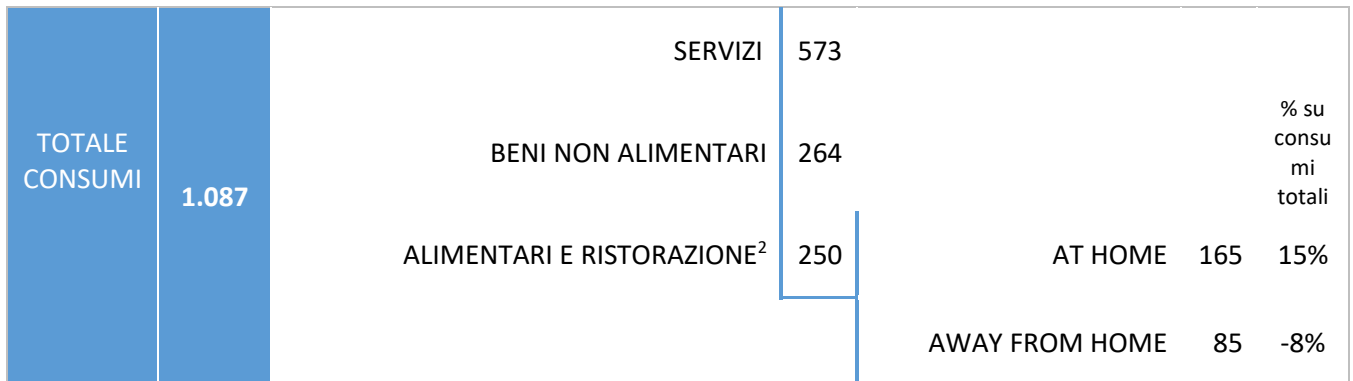 SERVIZI 573
TOTALE
CONSUMI
1.087
BENI NON ALIMENTARI 264
% su
consu
mi
totali
ALIMENTARI E RISTORAZIONE² 250 AT HOME 165 15%
AWAY FROM HOME 85 -8%